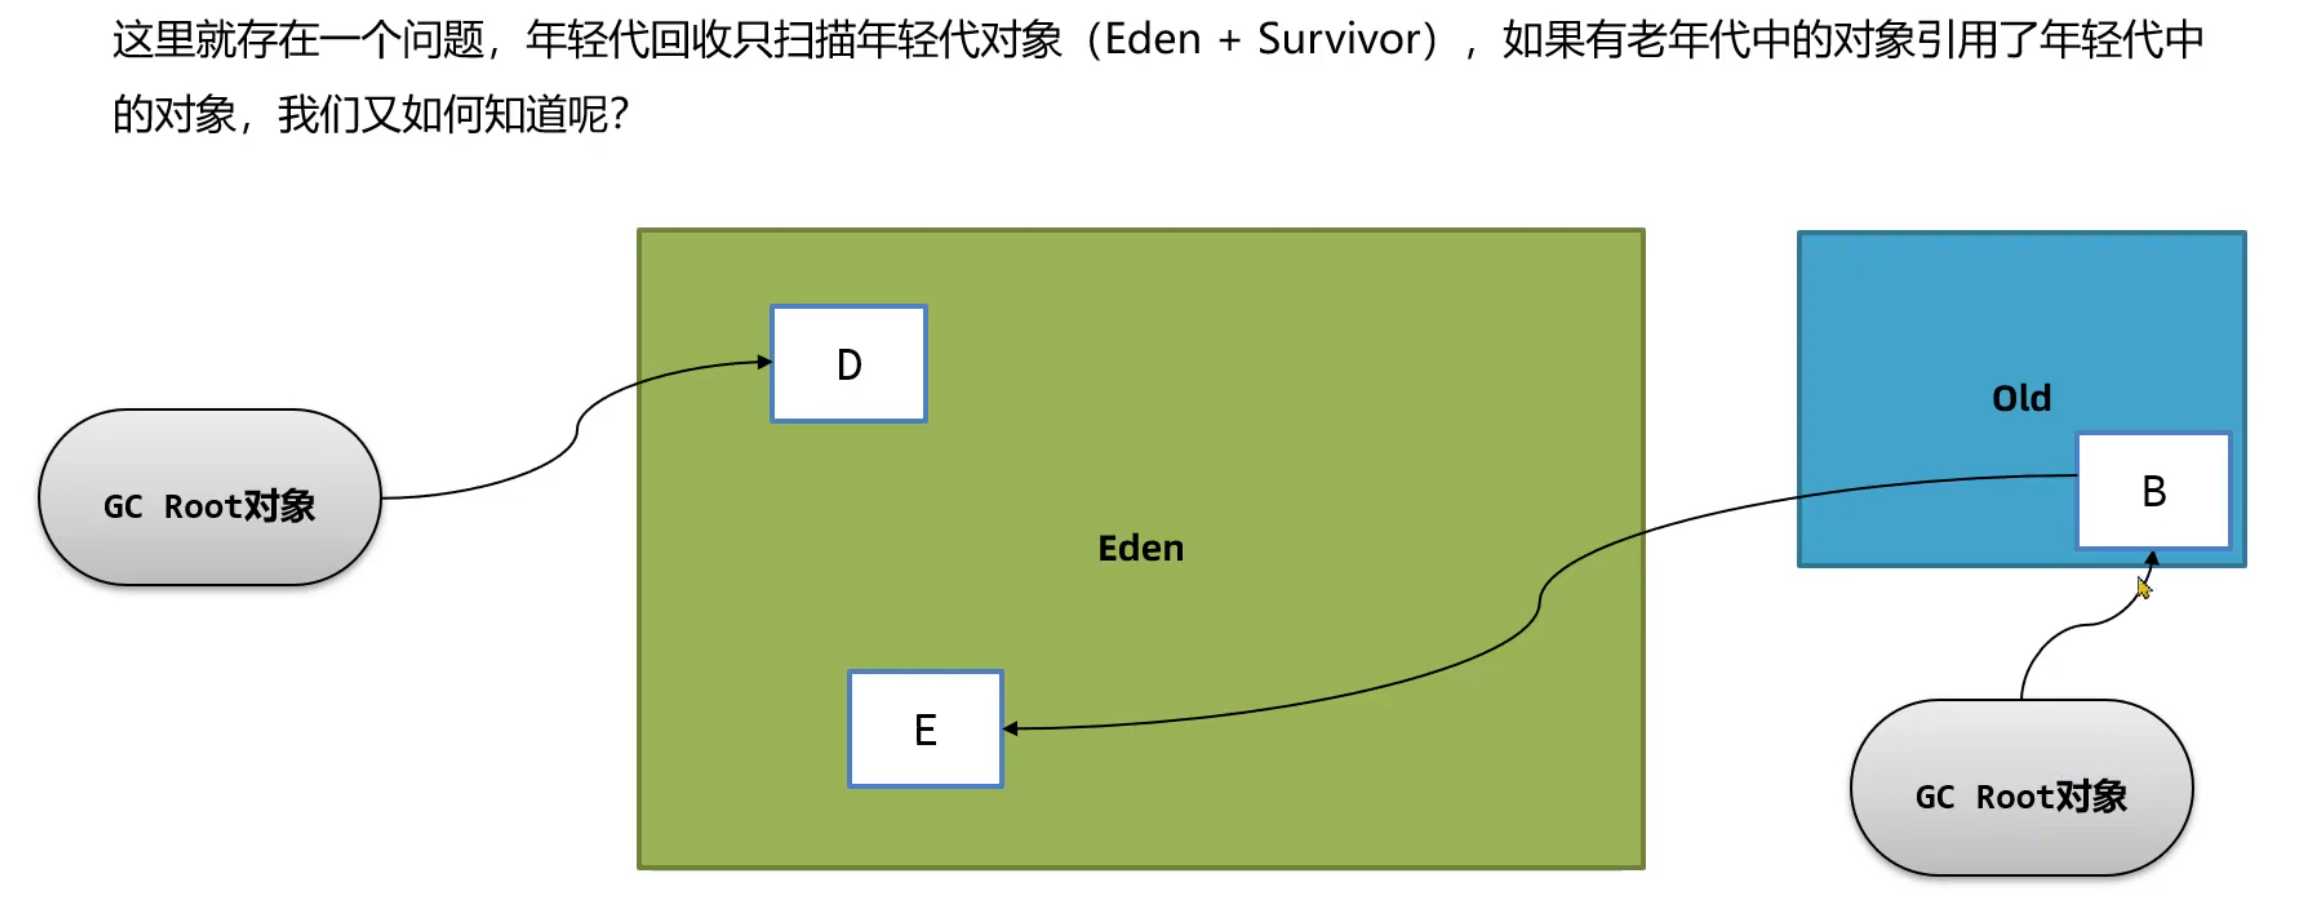 这里就存在一个问题，年轻代回收只扫描年轻代对象（Eden + Survivor），如果有老年代中的对象引用了年轻代中
的对象，我们又如何知道呢？
D
Old
B
GC Root对象
Eden
E
GC Root对象